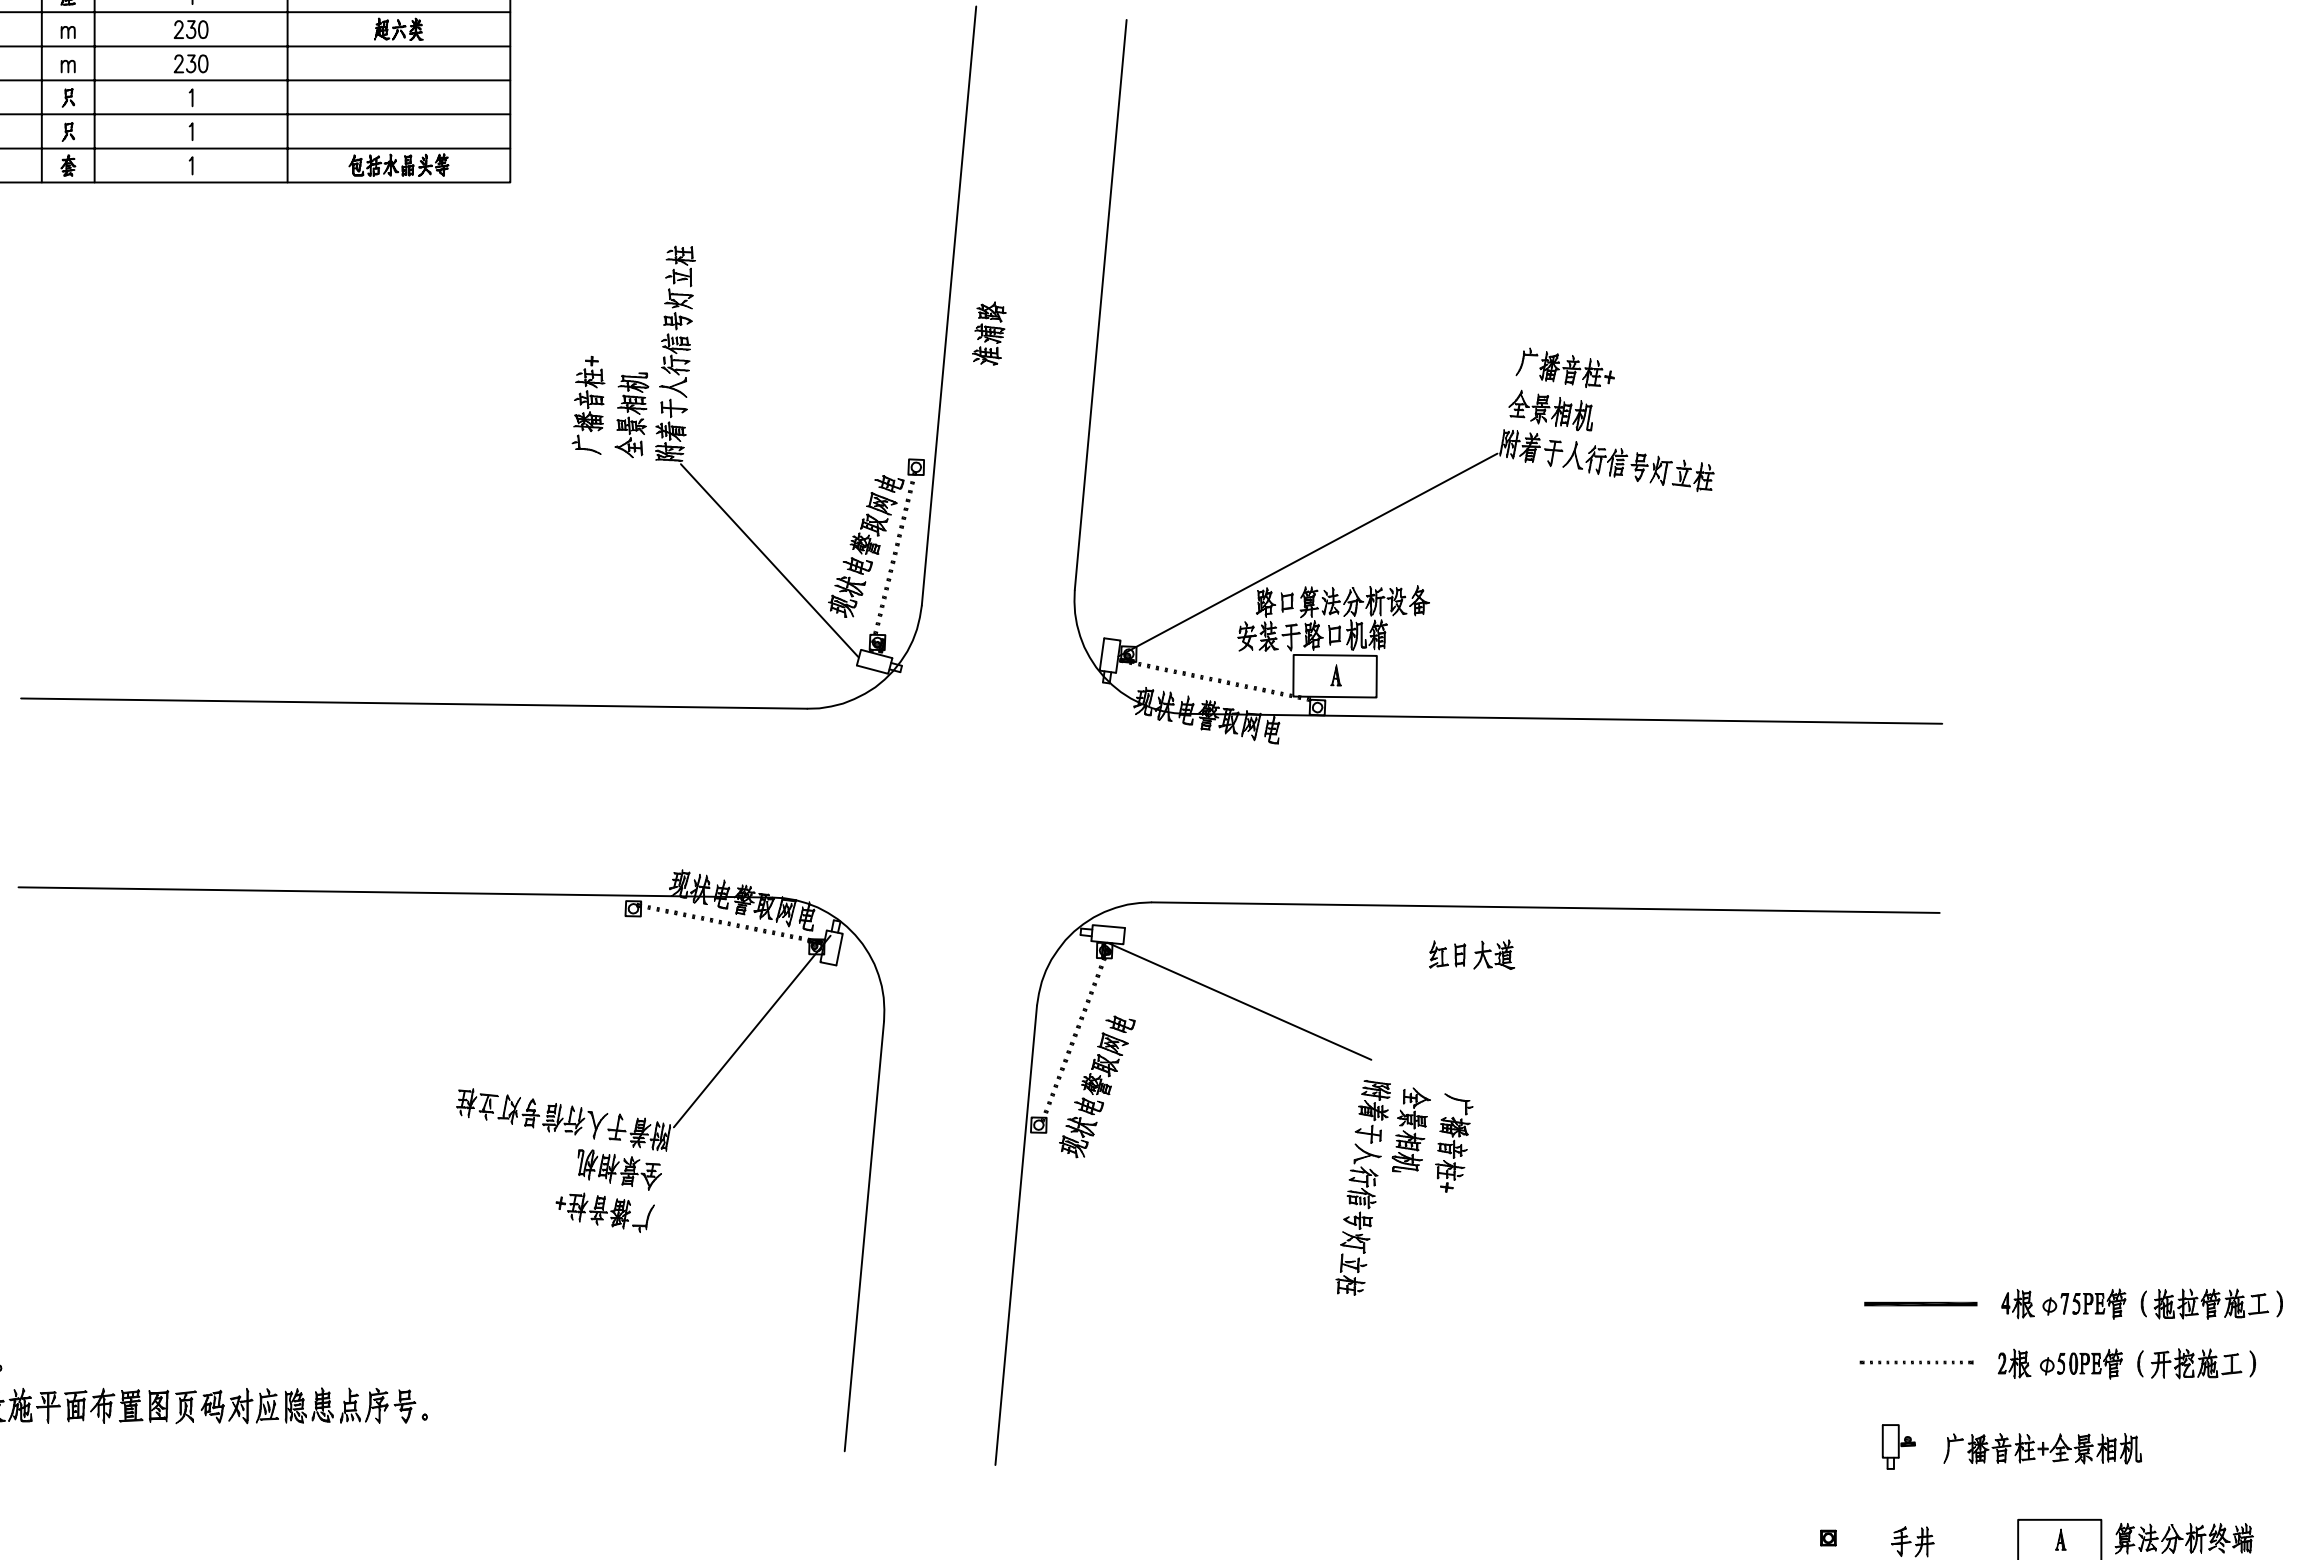 m 230 超六类
m 230
只 1
只 1
套 1 包括水晶头等
广播音柱+
全景相机
附着于人行信号灯立柱
淮浦路
广播音柱+
全景相机
附着于人行信号灯立柱
现状电警取网电
路口算法分析设备
安装于路口机箱
A
现状电警取网电
现状电警取网电
红日大道
现状电警取网电
广播音柱+
全景相机
附着于人行信号灯立柱
广播音柱+
全景相机
附着于人行信号灯立柱
4根 Φ75PE管（拖拉管施工）
2根 Φ50PE管（开挖施工）
。
施平面布置图页码对应隐患点序号。
广播音柱+全景相机
手井
A 算法分析终端